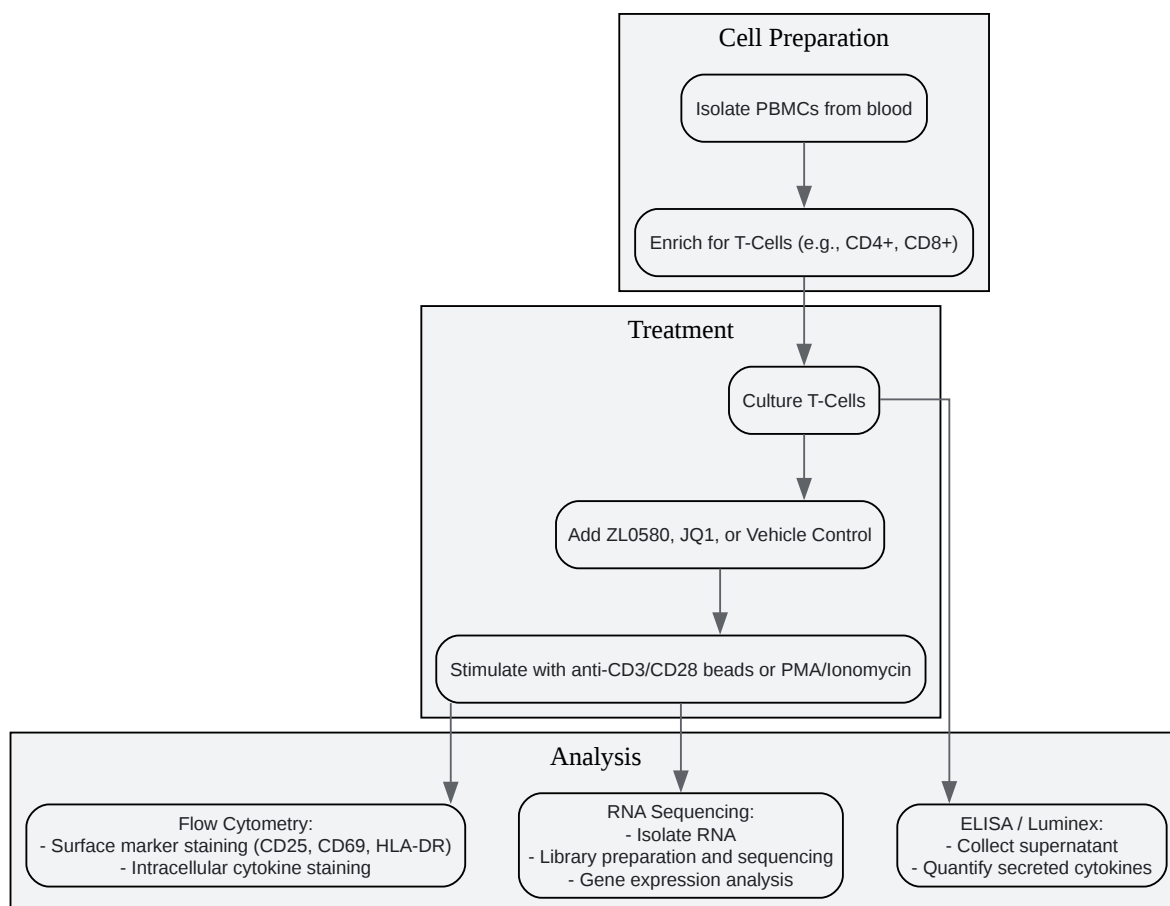 Cell Preparation
Isolate PBMCs from blood
Enrich for T-Cells (e.g., CD4+, CD8+)
Treatment
Culture T-Cells
Add ZL0580, JQ1, or Vehicle Control
Stimulate with anti-CD3/CD28 beads or PMA/Ionomycin
Analysis
Flow Cytometry:
- Surface marker staining (CD25, CD69, HLA-DR)
- Intracellular cytokine staining
RNA Sequencing:
- Isolate RNA
- Library preparation and sequencing
- Gene expression analysis
ELISA / Luminex:
- Collect supernatant
- Quantify secreted cytokines